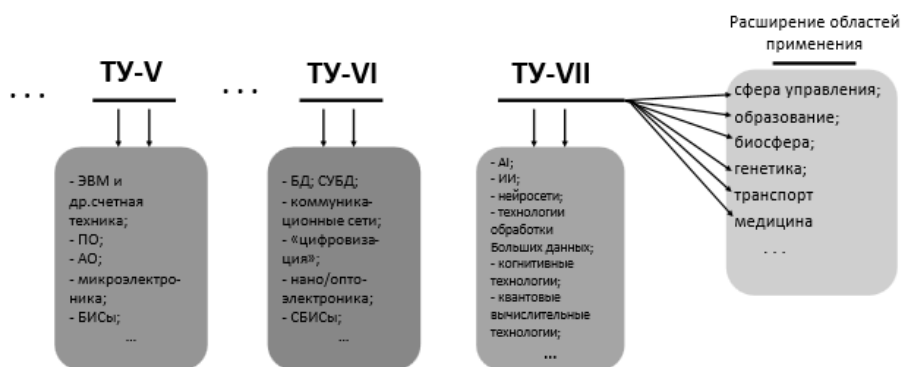 Расширение областей
применения
... ТУ-V ... ТУ-VI ТУ-VII
- ЭВМ и
др.счетная
техника;
- ПО;
- АО;
- микроэлектро-
ника;
- БИСы;
...
- БД; СУБД;
- коммуника-
ционные сети;
- «цифровиза-
ция»;
- нано/опто-
электроника;
- СБИСы;
...
- AI;
- ИИ;
- нейросети;
- технологии
обработки
Больших данных;
- когнитивные
технологии;
- квантовые
вычислительные
технологии;
...
сфера управления;
образование;
биосфера;
генетика;
транспорт
медицина
...